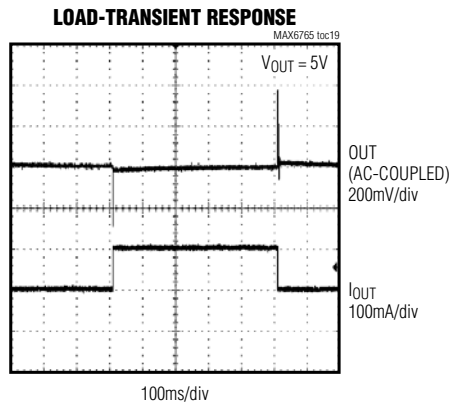 LOAD-TRANSIENT RESPONSE
MAX6765 toc19
VOUT = 5V
OUT
(AC-COUPLED)
200mV/div
IOUT
100mA/div
100ms/div